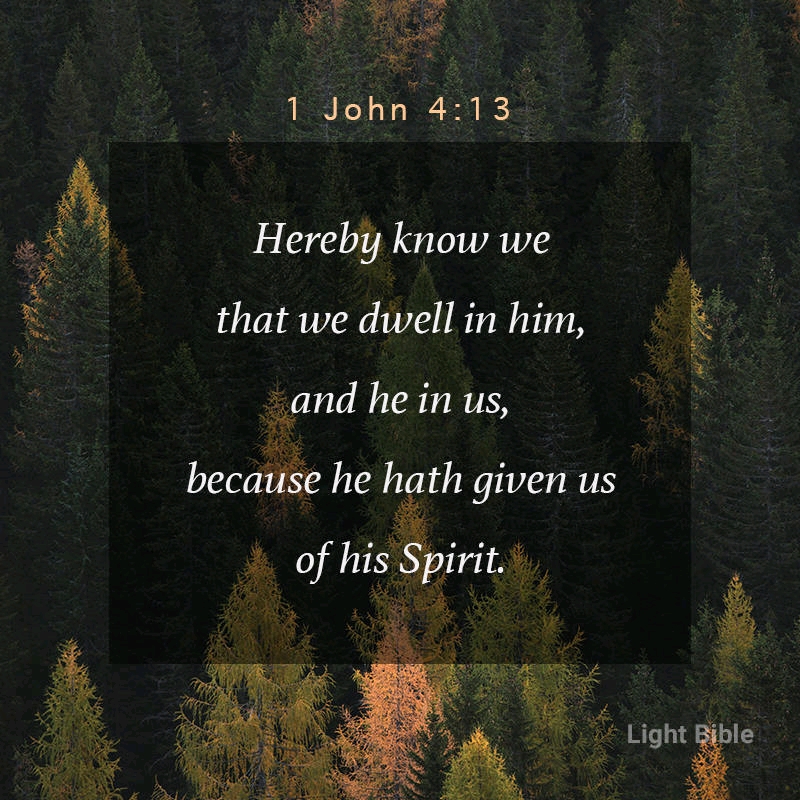 1 John 4:13
Hereby know we
that we dwell in him,
and he in us,
because he hath given us
of his Spirit.
Light Bible